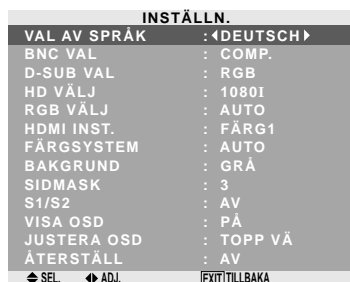 INSTÄLLN.
VAL AV SPRÅK : ◀DEUTSCH▶
BNC VAL : COMP.
D-SUB VAL : RGB
HD VÄLJ : 1080I
RGB VÄLJ : AUTO
HDMI INST. : FÄRG1
FÄRGSYSTEM : AUTO
BAKGRUND : GRÅ
SIDMASK : 3
S1/S2 : AV
VISA OSD : PÅ
JUSTERA OSD : TOPP VÄ
ÅTERSTÄLL : AV
SEL. ADJ. EXIT TILLBAKA